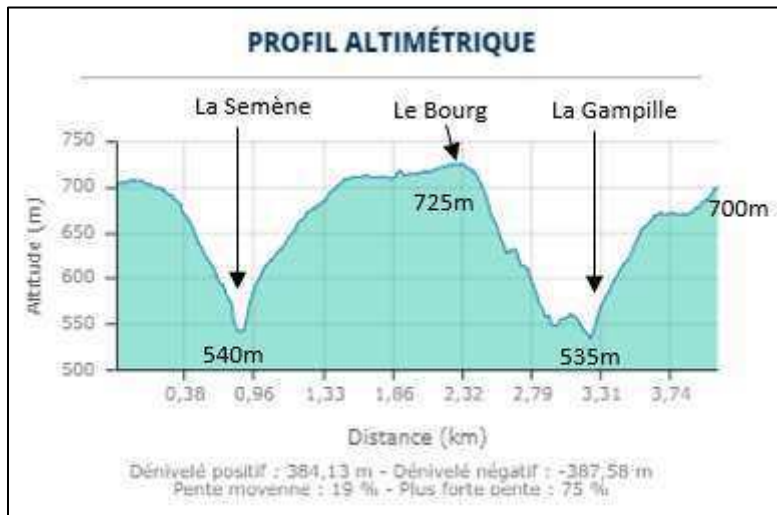 PROFIL ALTIMÉTRIQUE
La Semène
Le Bourg
La Gampille
750
700
650
600
550
500
Altitude (m)
725m
700m
540m
535m
0,38 0,96 1,33 1,86 2,32 2,79 3,31 3,74
Distance (km)
Dénivelé positif : 384,13 m - Dénivelé négatif : -387,58 m
Pente moyenne : 19 % - Plus forte pente : 75 %